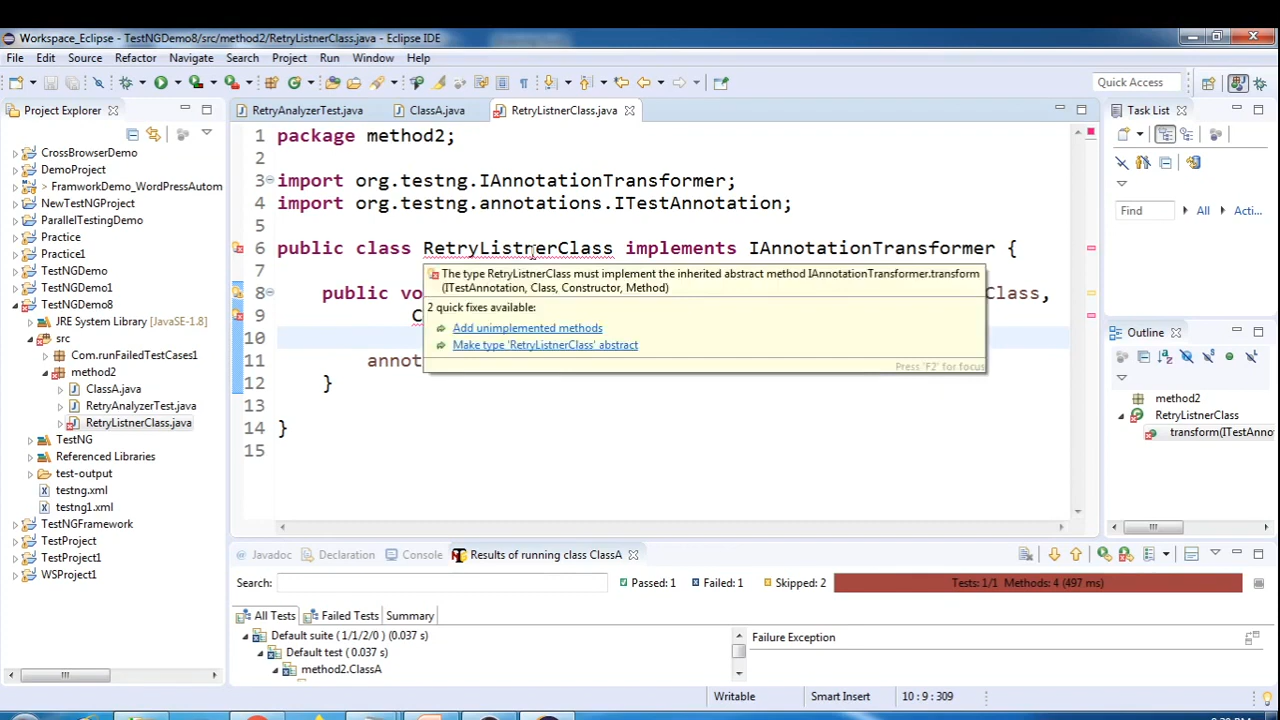 Workspace_Eclipse - TestNGDemo8/src/method2/RetryListnerClass.java - Eclipse IDE
File Edit Source Refactor Navigate Search Project Run Window Help
Quick Access
Project Explorer
RetryAnalyzerTest.java ClassA.java RetryListnerClass.java
Task List
CrossBrowserDemo
DemoProject
> FramworkDemo_WordPressAutom
NewTestNGProject
ParallelTestingDemo
Practice
Practice1
TestNGDemo
TestNGDemo1
TestNGDemo8
JRE System Library [JavaSE-1.8]
src
Com.runFailedTestCases1
method2
ClassA.java
RetryAnalyzerTest.java
RetryListnerClass.java
TestNG
Referenced Libraries
test-output
testng.xml
testng1.xml
TestNGFramework
TestProject
TestProject1
WSProject1
1 package method2;
2
3 import org.testng.IAnnotationTransformer;
4 import org.testng.annotations.ITestAnnotation;
5
6 public class RetryListnerClass implements IAnnotationTransformer {
7
8 public vo Class,
9 C
10
11 annot
12 }
13
14 }
15
The type RetryListnerClass must implement the inherited abstract method IAnnotationTransformer.transform
(ITestAnnotation, Class, Constructor, Method)
2 quick fixes available:
Add unimplemented methods
Make type 'RetryListnerClass' abstract
Press 'F2' for focus
Find All Acti...
Outline
method2
RetryListnerClass
transform(ITestAnno
Javadoc Declaration Console Results of running class ClassA
Search: Passed: 1 Failed: 1 Skipped: 2 Tests: 1/1 Methods: 4 (497 ms)
All Tests Failed Tests Summary
Default suite ( 1/1/2/0 ) (0.037 s)
Default test ( 0.037 s)
method2.ClassA
Failure Exception
Writable Smart Insert 10 : 9 : 309